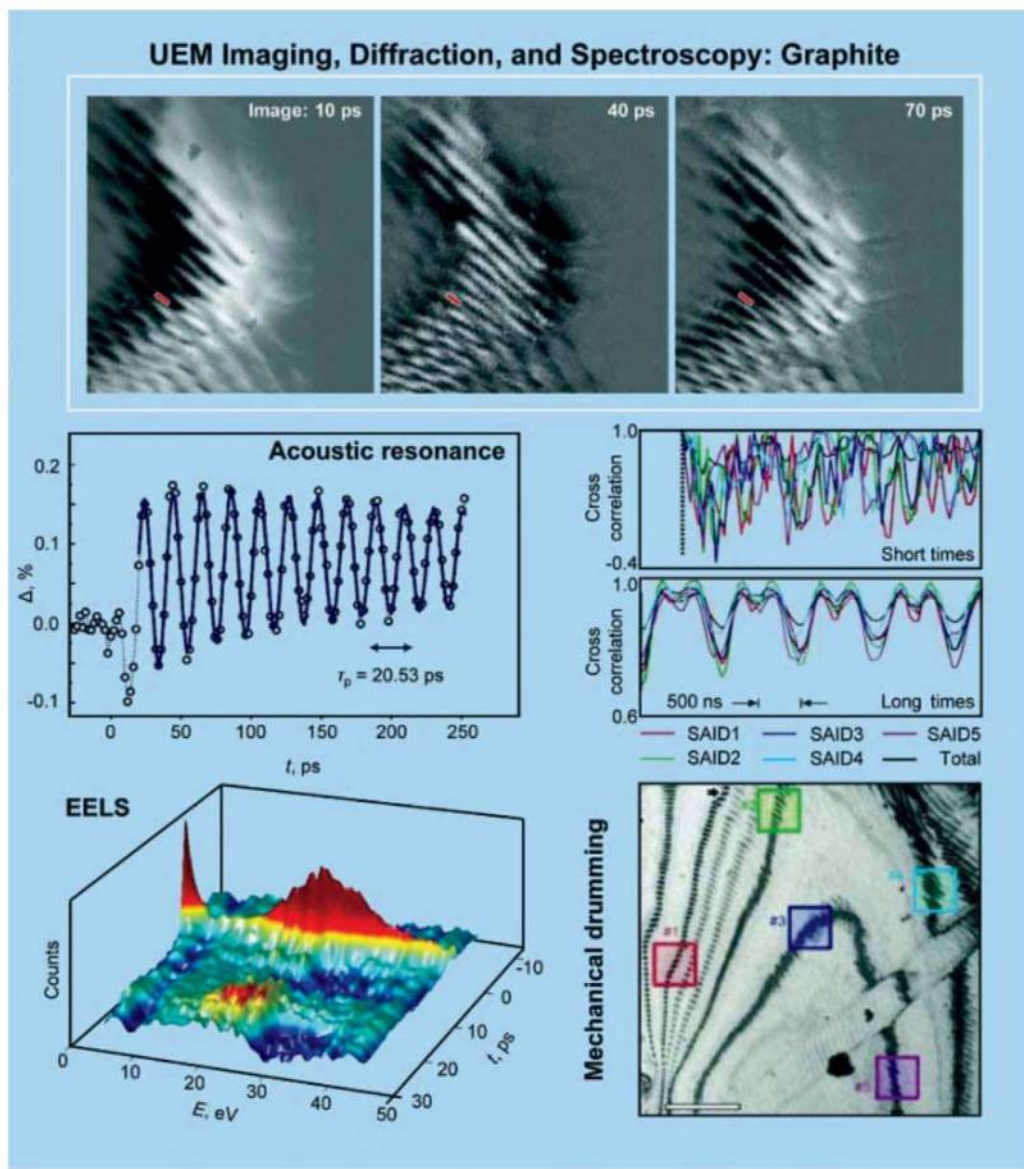 UEM Imaging, Diffraction, and Spectroscopy: Graphite
Image: 10 ps
40 ps
70 ps
Acoustic resonance
0.2
0.1
0.0
-0.1
Δ, %
τp = 20.53 ps
0 50 100 150 200 250
t, ps
1.0
Cross correlation
-0.4
Short times
1.0
Cross correlation
0.6
500 ns
Long times
SAID1 SAID3 SAID5
SAID2 SAID4 Total
EELS
Counts
0 10 20 30 40 50
E, eV
-10
0
10
20
30
t, ps
Mechanical drumming
#1
#3